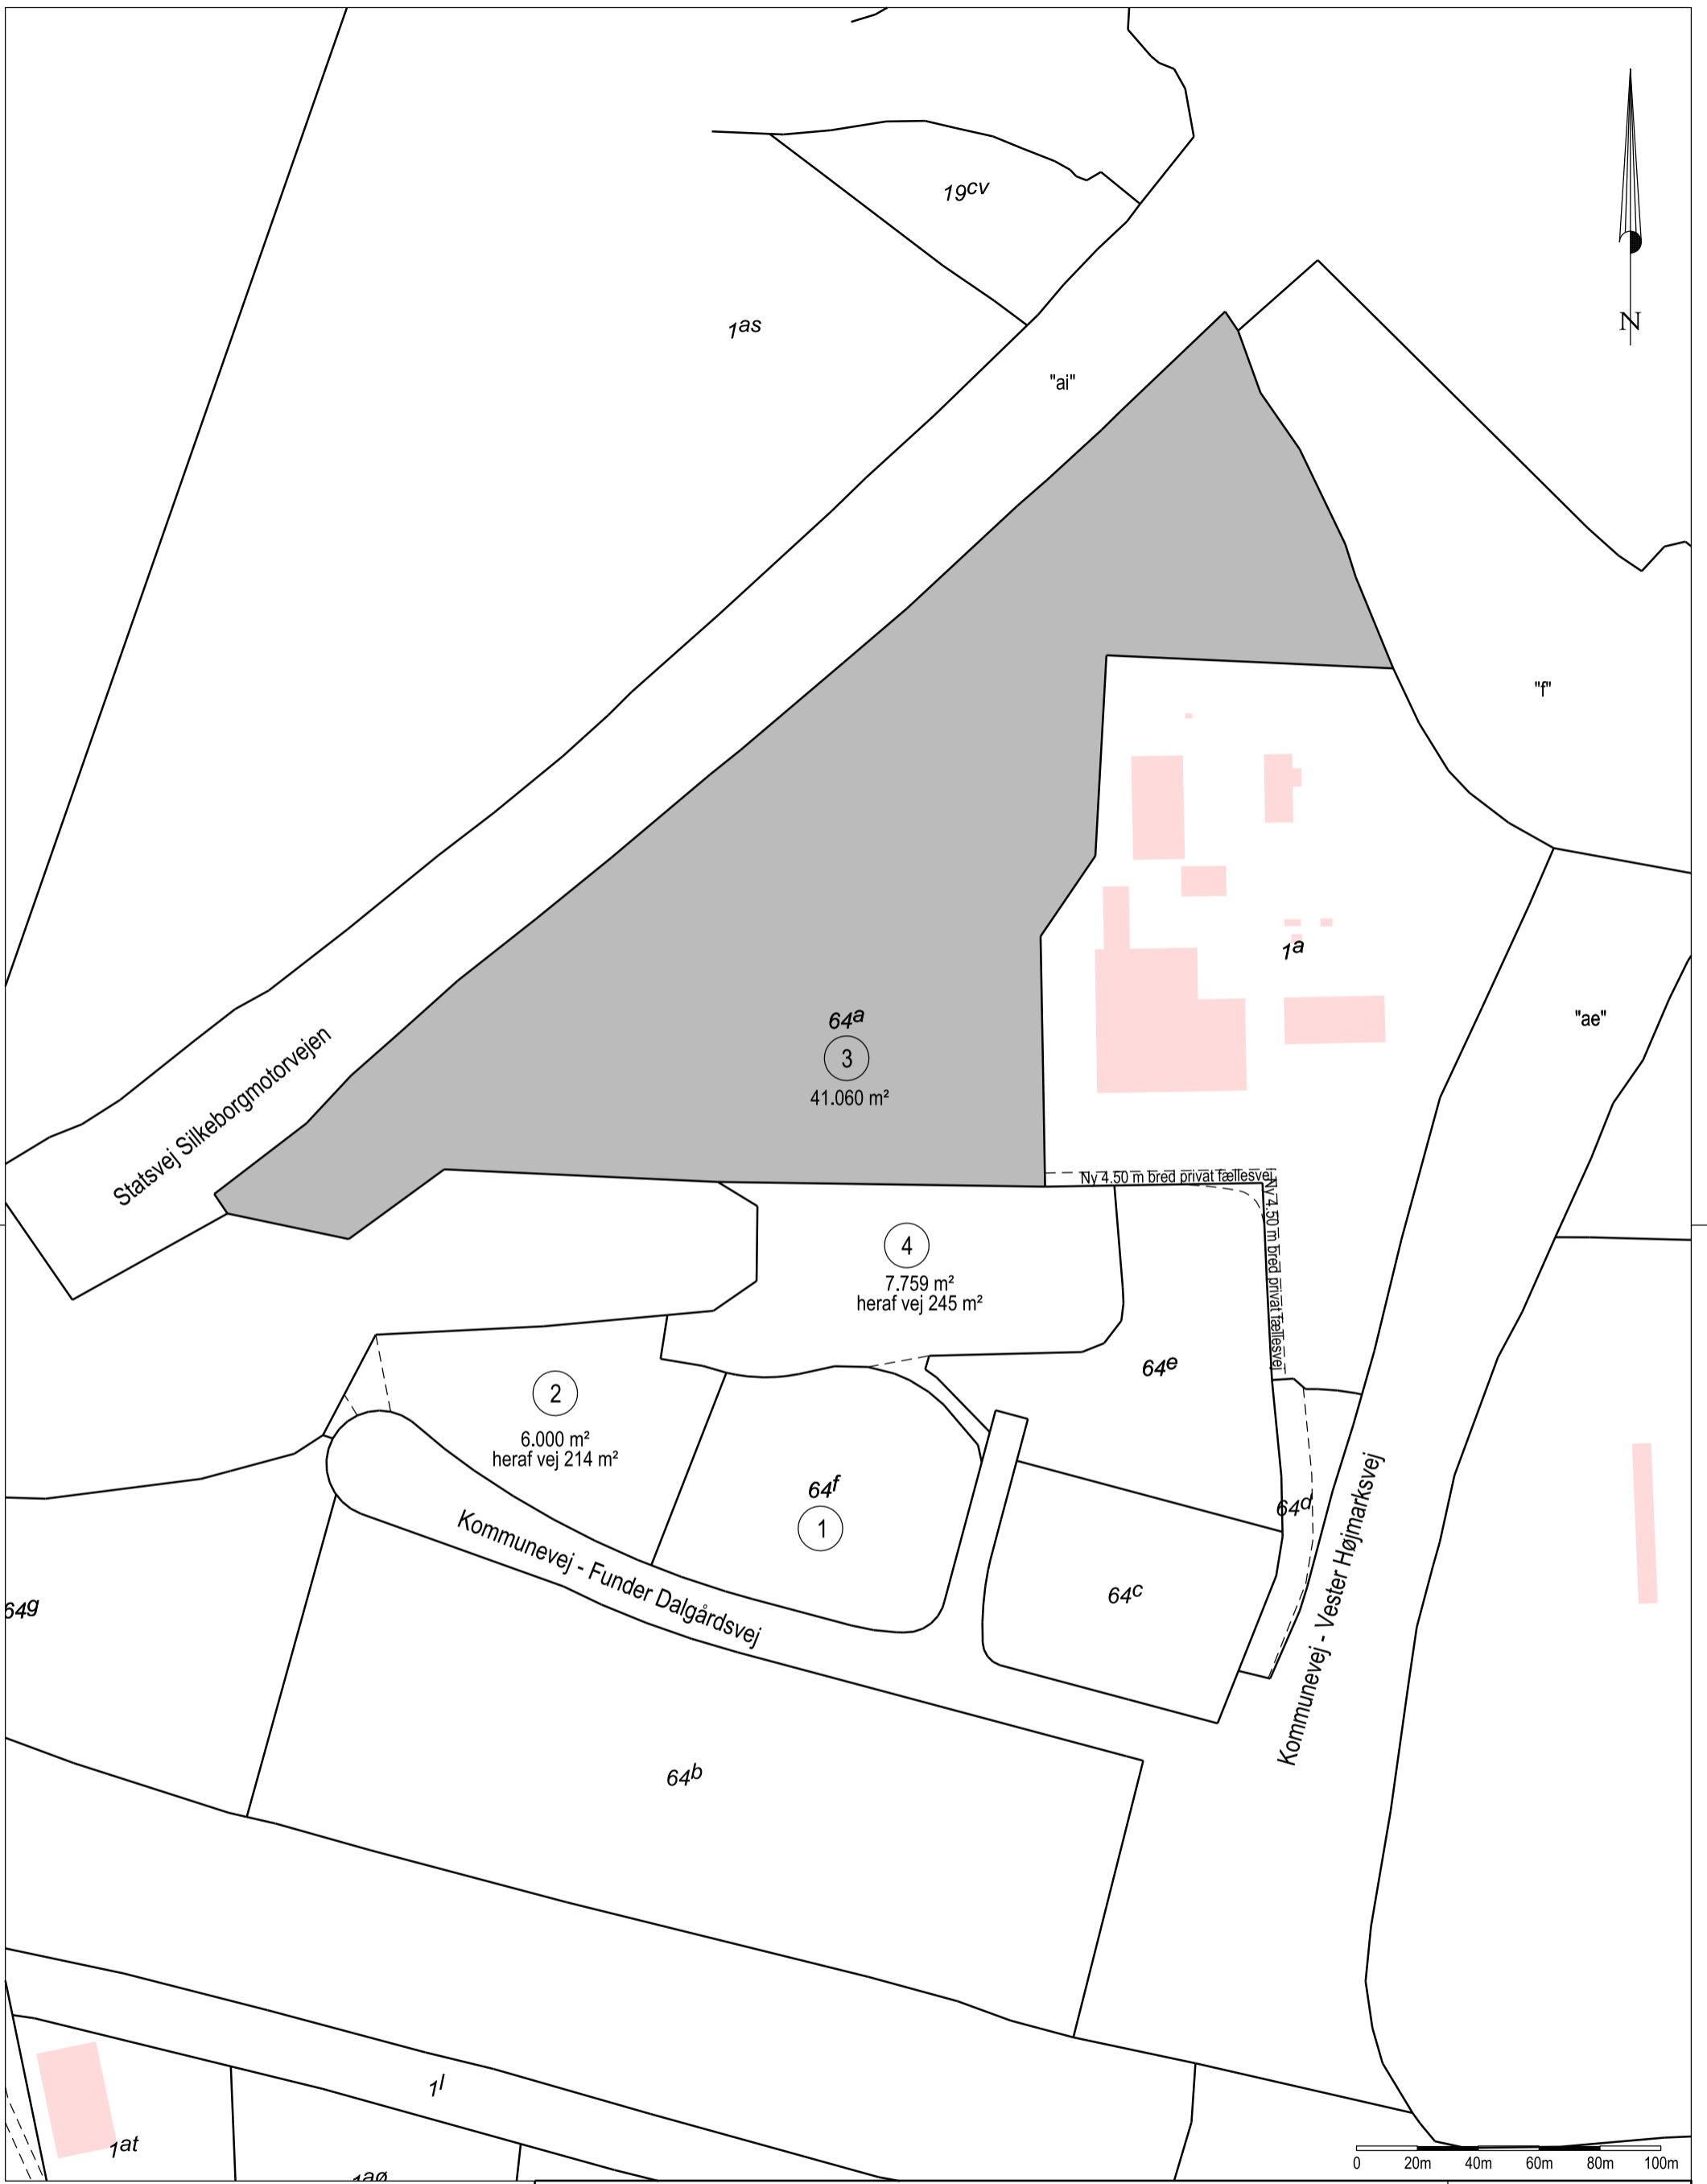 19cv
N
1as
"ai"
"f"
1a
64a
3
41.060 m²
"ae"
Statsvej Silkeborgmotorvejen
Ny 4.50 m bred privat fællesvej
Ny 4.50 m bred privat fællesvej
4
7.759 m²
heraf vej 245 m²
64e
2
6.000 m²
heraf vej 214 m²
64f
1
64d
Kommunevej - Vester Højmarksvej
Kommunevej - Funder Dalgårdsvej
64c
64g
64b
1l
1at
1aø
0 20m 40m 60m 80m 100m